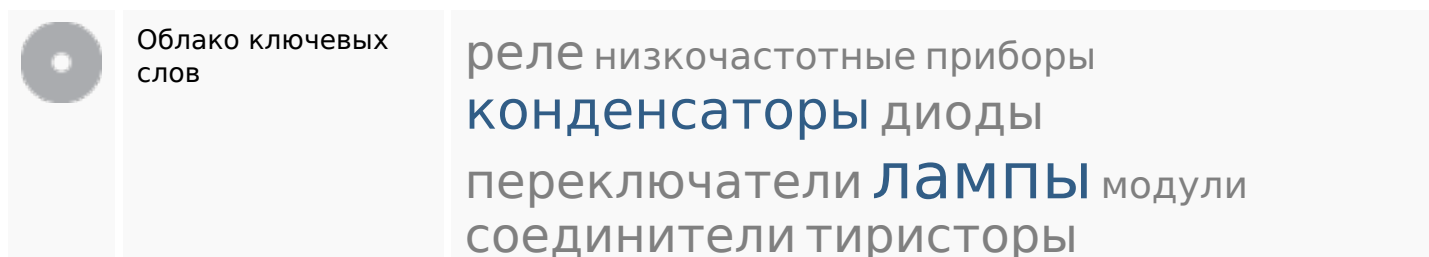 Облако ключевых
слов
реле низкочастотные приборы
конденсаторы диоды
переключатели лампы модули
соединители тиристоры